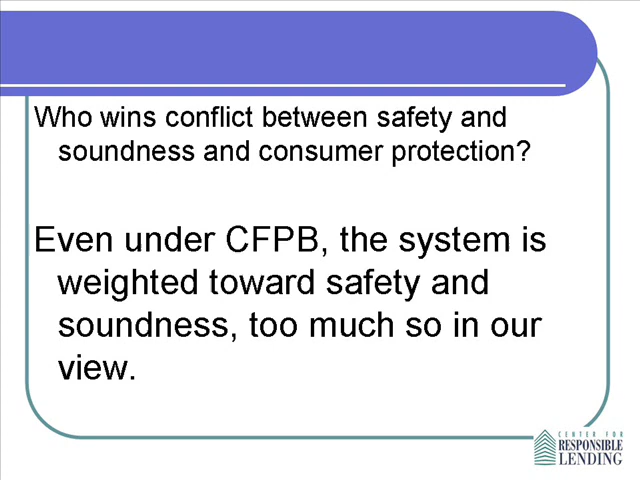 Who wins conflict between safety and
soundness and consumer protection?
Even under CFPB, the system is
weighted toward safety and
soundness, too much so in our
view.
CENTER FOR
RESPONSIBLE
LENDING